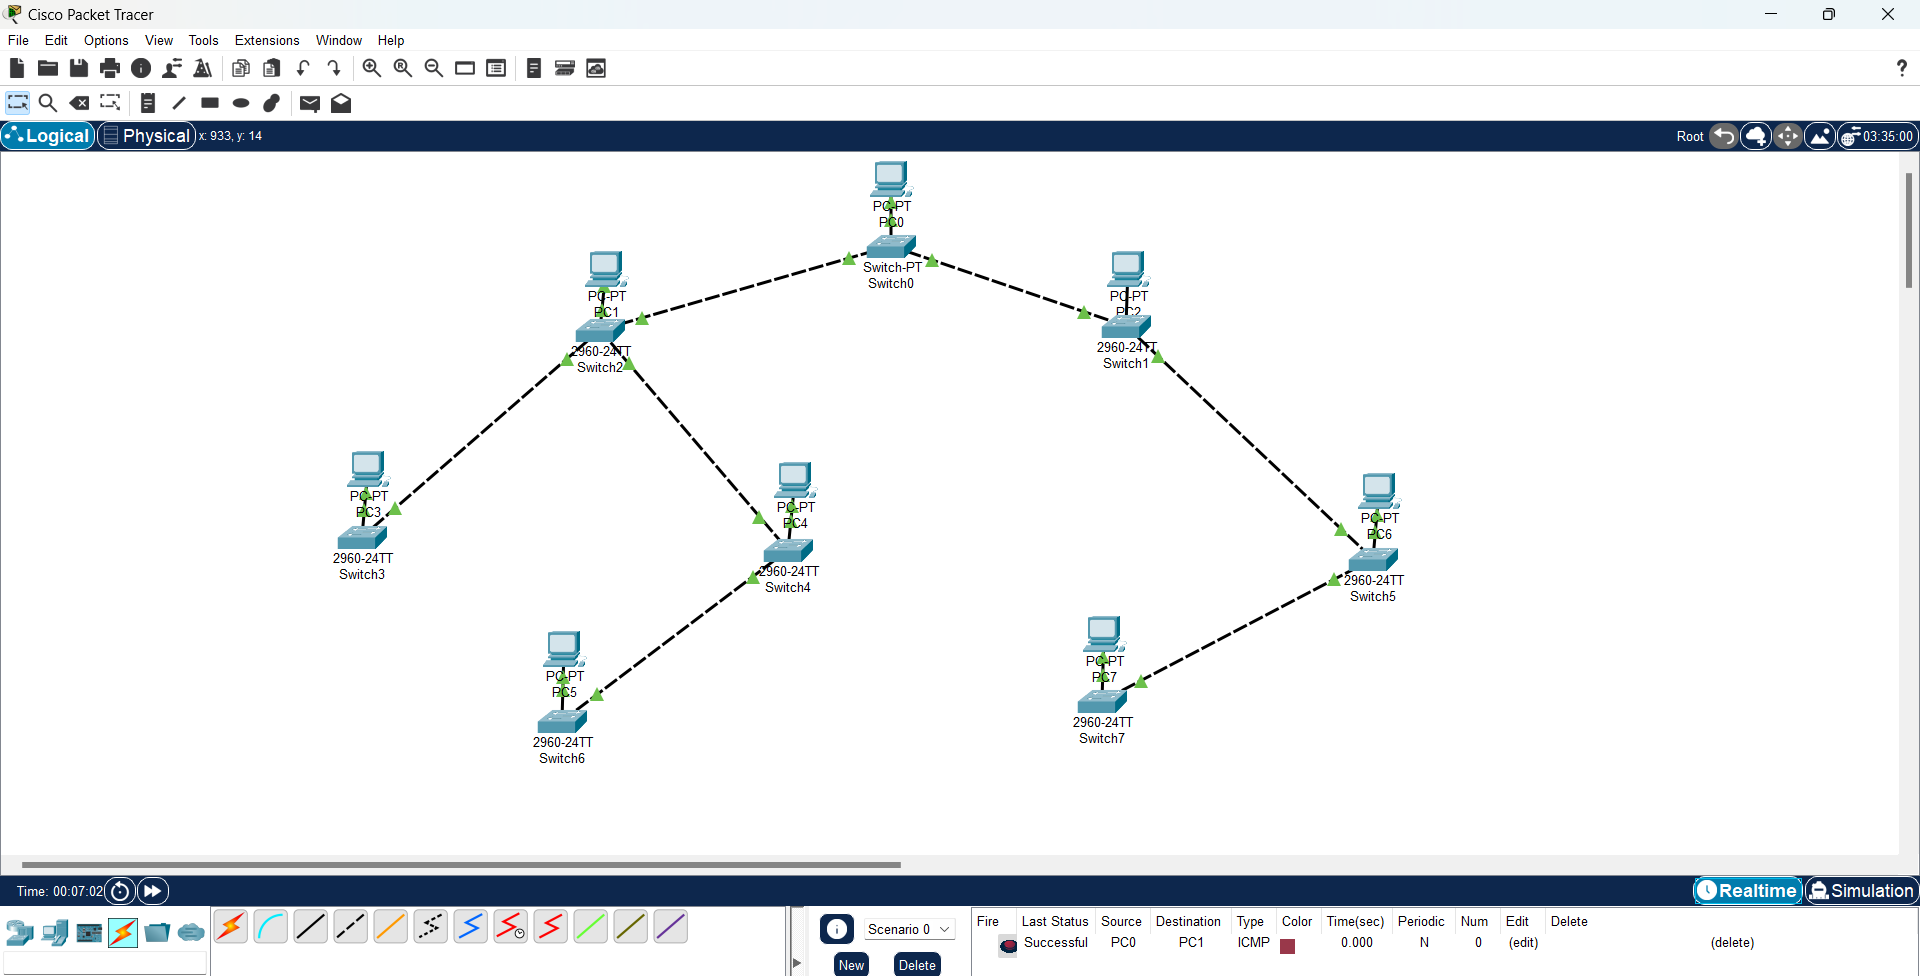 Cisco Packet Tracer
File Edit Options View Tools Extensions Window Help
Logical Physical x: 933, y: 14 Root 03:35:00
PC-PT
PC0
Switch-PT
Switch0
PC-PT
PC1
2960-24TT
Switch2
PC-PT
PC2
2960-24TT
Switch1
PC-PT
PC3
2960-24TT
Switch3
PC-PT
PC4
2960-24TT
Switch4
PC-PT
PC6
2960-24TT
Switch5
PC-PT
PC5
2960-24TT
Switch6
PC-PT
PC7
2960-24TT
Switch7
Time: 00:07:02 Realtime Simulation
Scenario 0
New Delete
Fire Last Status Source Destination Type Color Time(sec) Periodic Num Edit Delete
Successful PC0 PC1 ICMP 0.000 N 0 (edit) (delete)